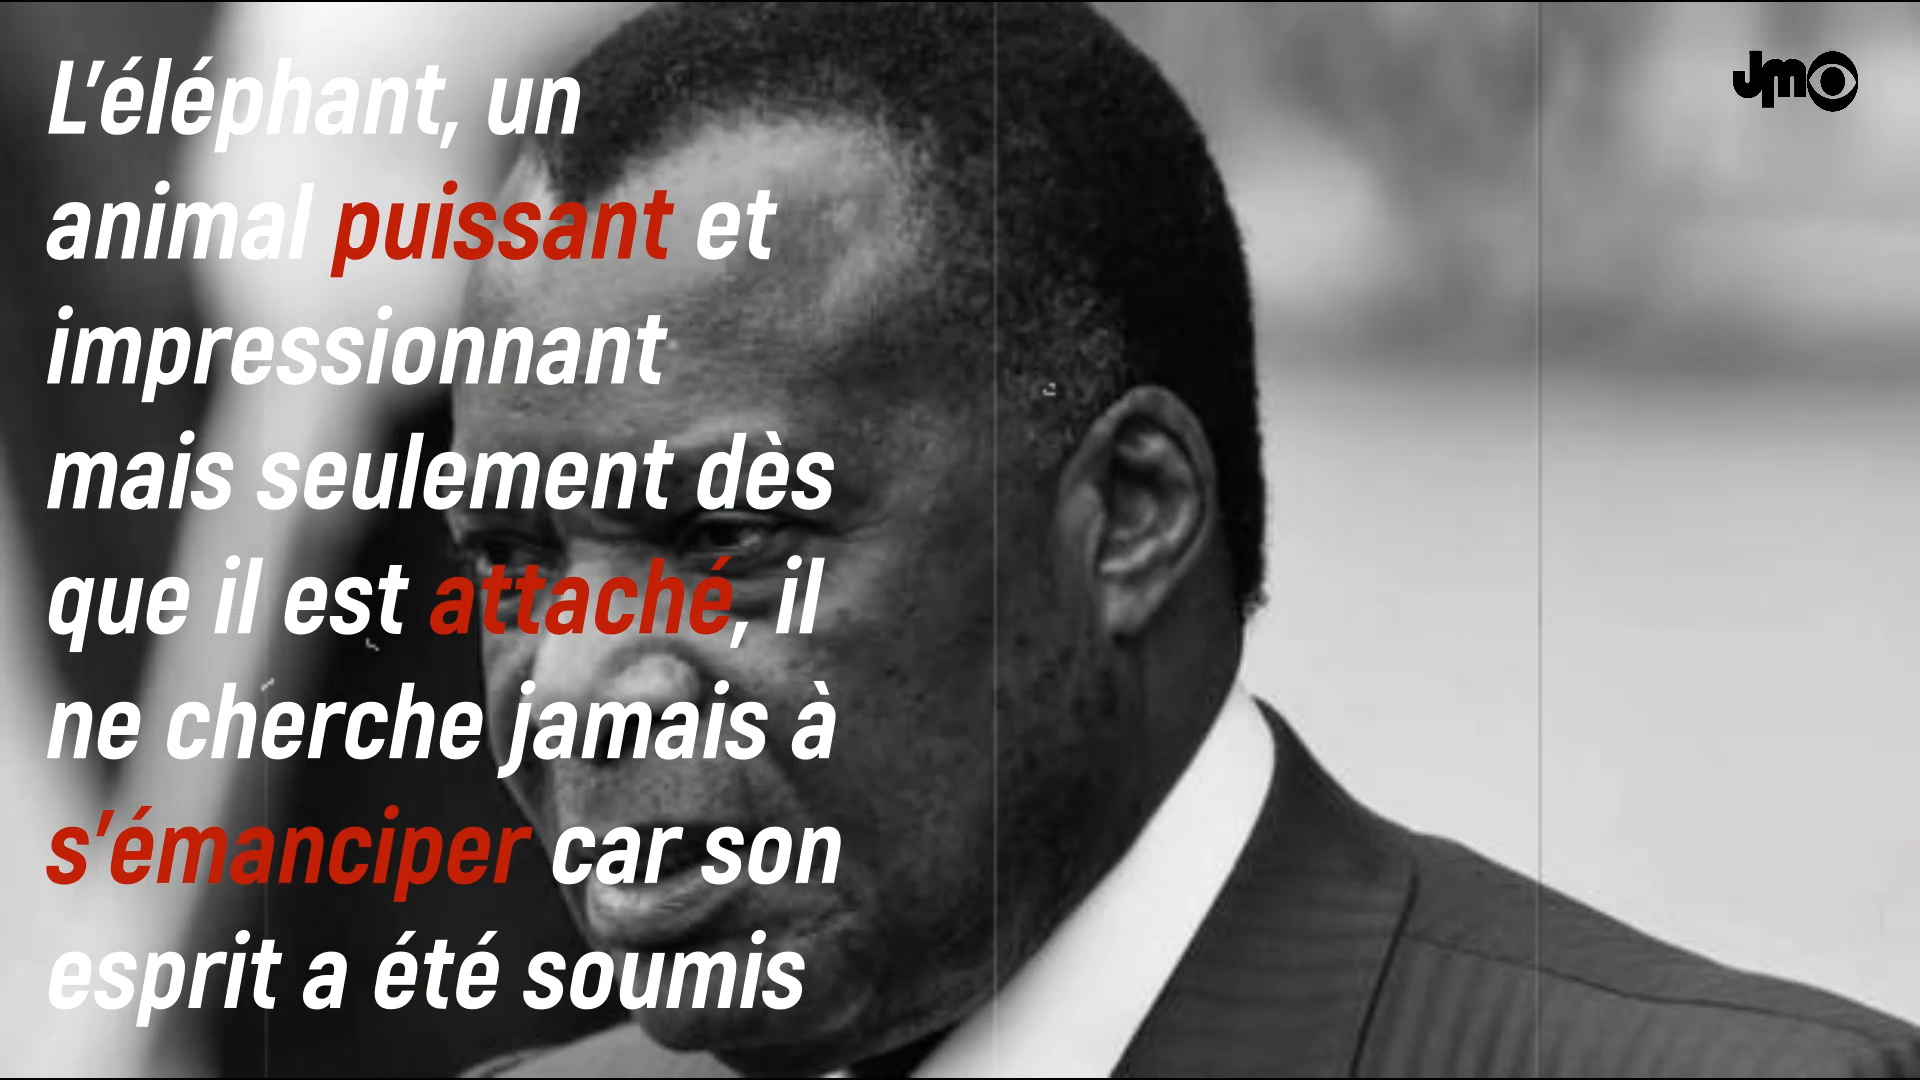 L’éléphant, un
animal puissant et
impressionnant
mais seulement dès
que il est attaché, il
ne cherche jamais à
s’émanciper car son
esprit a été soumis
JMO